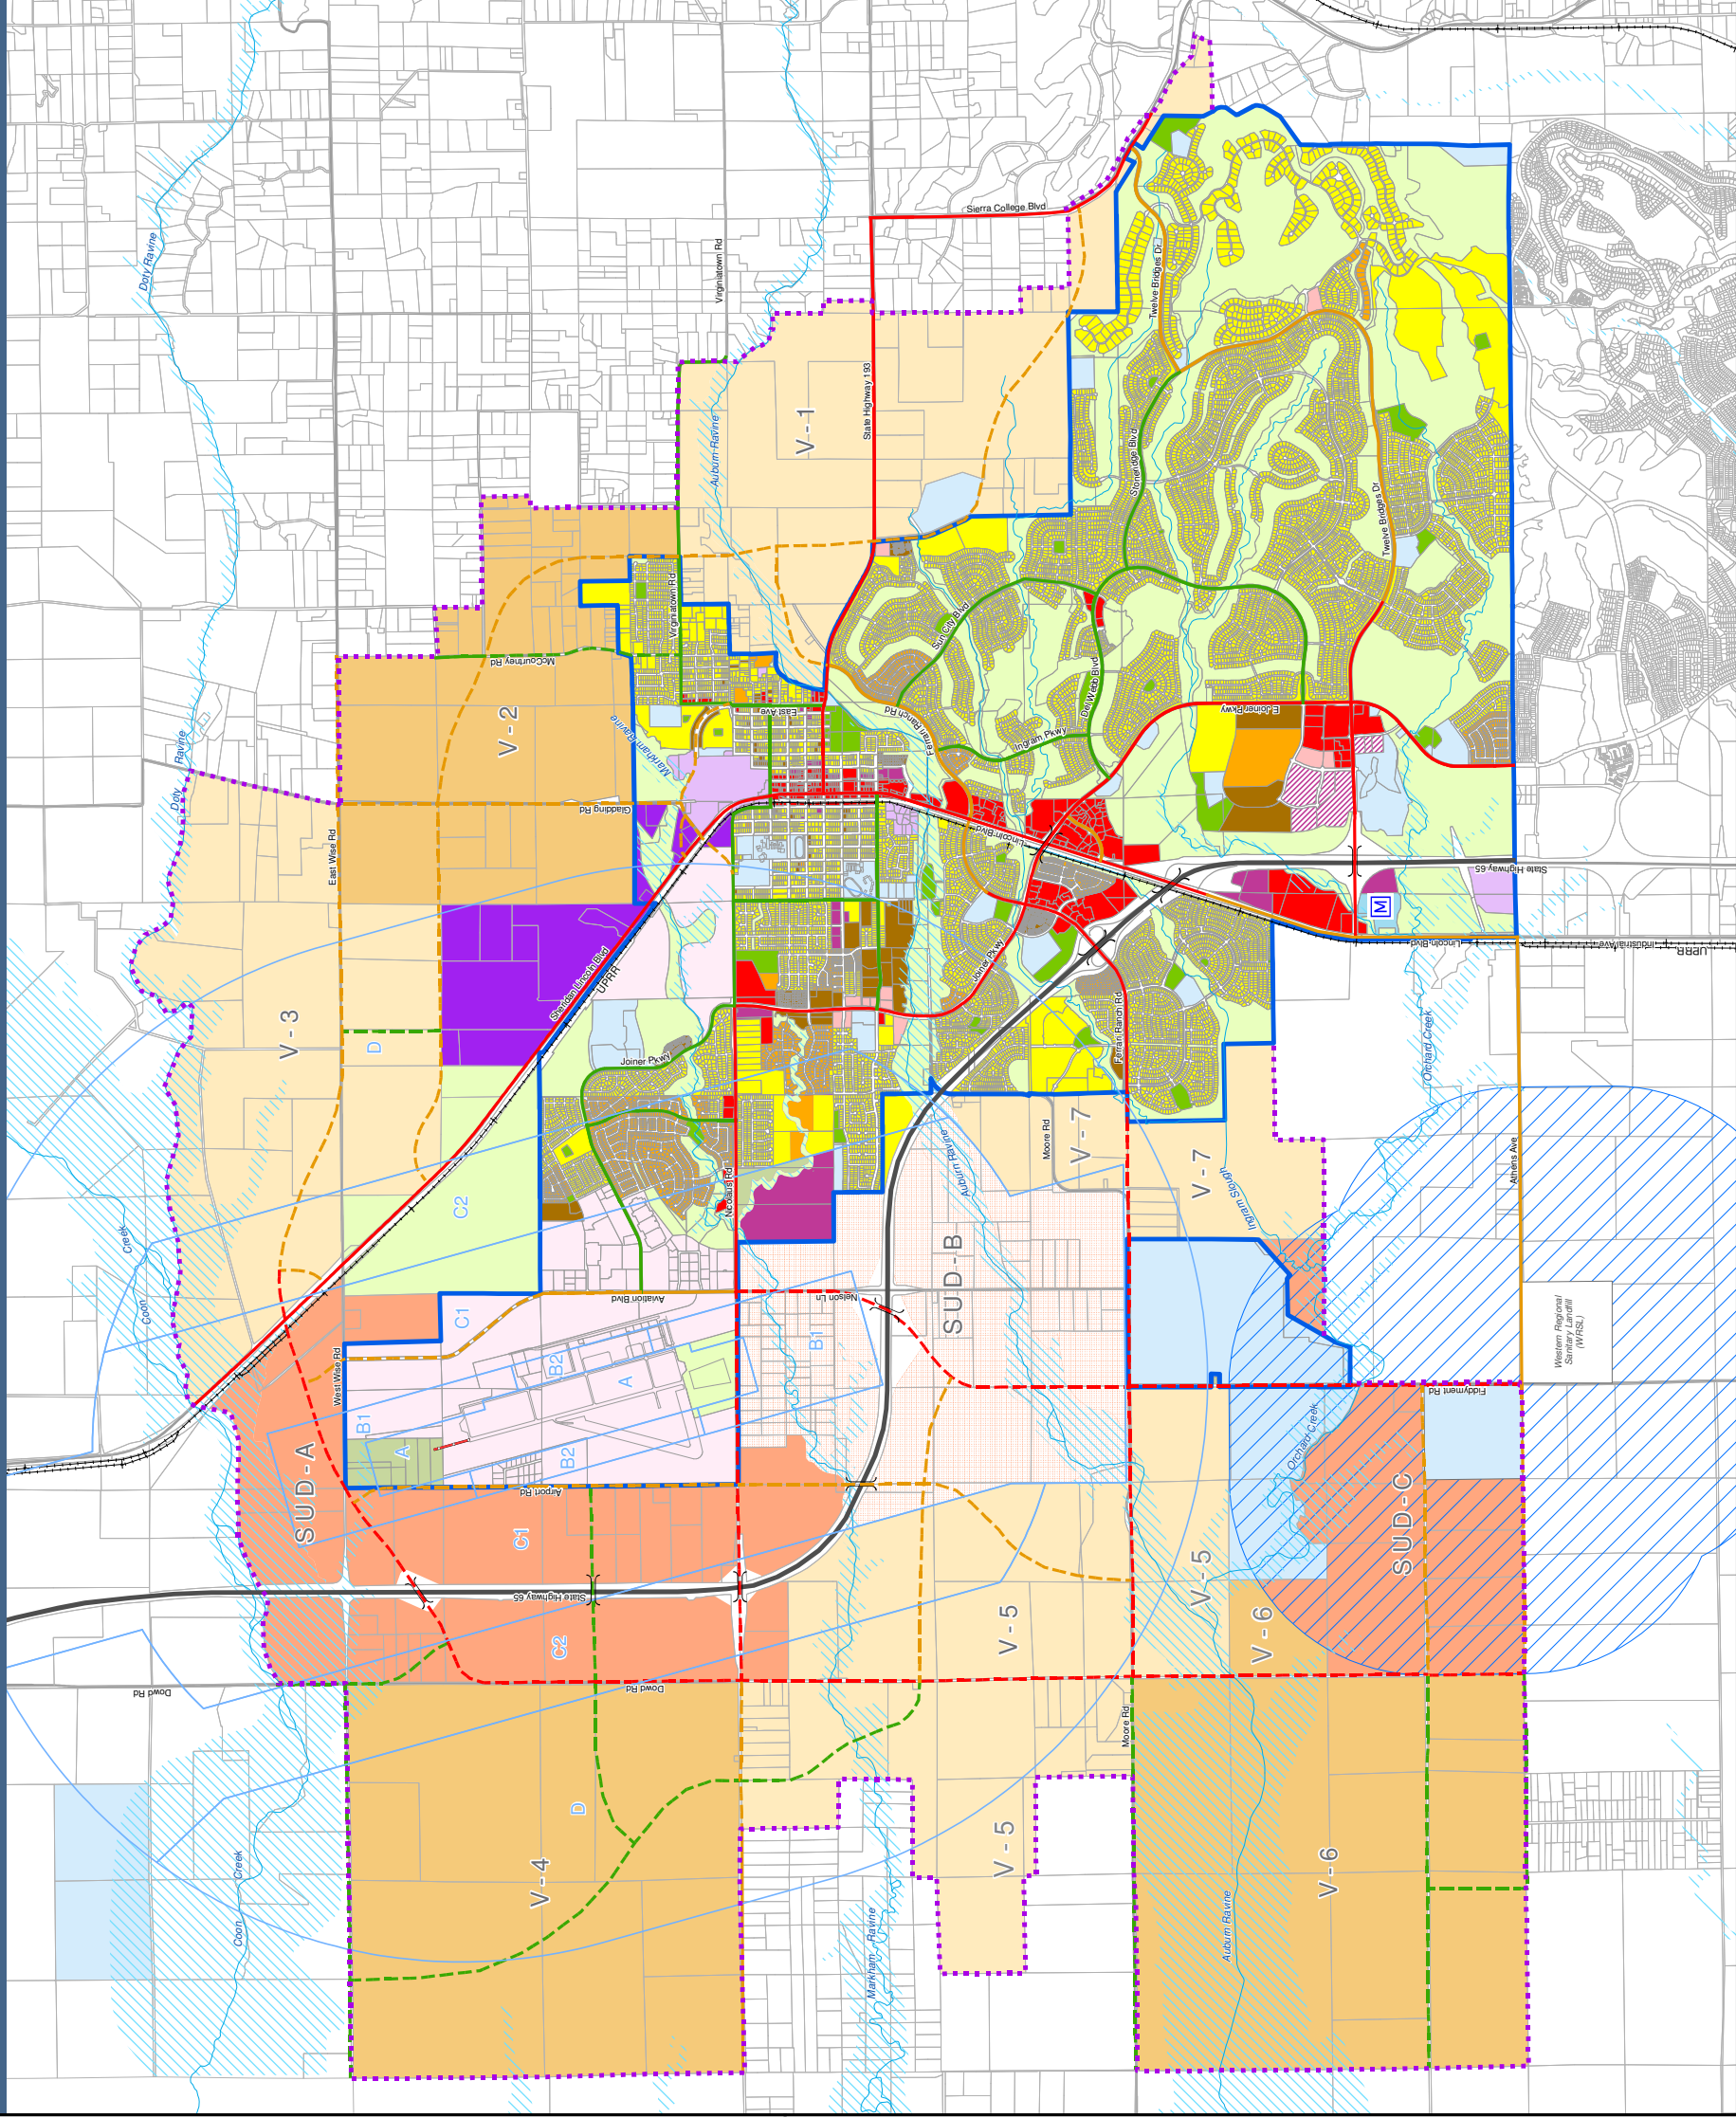 Doty Ravine
Virginiatown Rd
Sierra College Blvd
Twelve Bridges Dr
Auburn Ravine
V - 1
State Highway 193
Stoneridge Blvd
Twelve Bridges Dr
Virginiatown Rd
Sun City Blvd
McCourtney Rd
V - 2
Doty
Ravine
Markham Ravine
East Ave
Ferrari Ranch Rd
Del Webb Blvd
Ingram Pkwy
E Joiner Pkwy
Gladding Rd
East Wise Rd
Lincoln Blvd
State Highway 65
M
Lincoln Blvd
Industrial Ave
UPRR
Sheridan Lincoln Blvd
UPRR
Joiner Pkwy
V - 3
D
Joiner Pkwy
Ferrari Ranch Rd
Orchard Creek
Moore Rd
V - 7
V - 7
Auburn Ravine
Ingram Slough
Athens Ave
Nicolaus Rd
C2
Creek
Coon
SUD-B
Aviation Blvd
Nelson Ln
C1
B1
B2
A
West Wise Rd
Western Regional
Sanitary Landfill
(WRSL)
Fiddyment Rd
B1
A
B2
Orchard Creek
SUD-A
Airport Rd
SUD-C
C1
V - 5
State Highway 65
C2
V - 5
V - 6
Dowd Rd
Dowd Rd
Moore Rd
D
V - 4
V - 5
V - 6
Coon
Creek
Markham
Ravine
Auburn Ravine